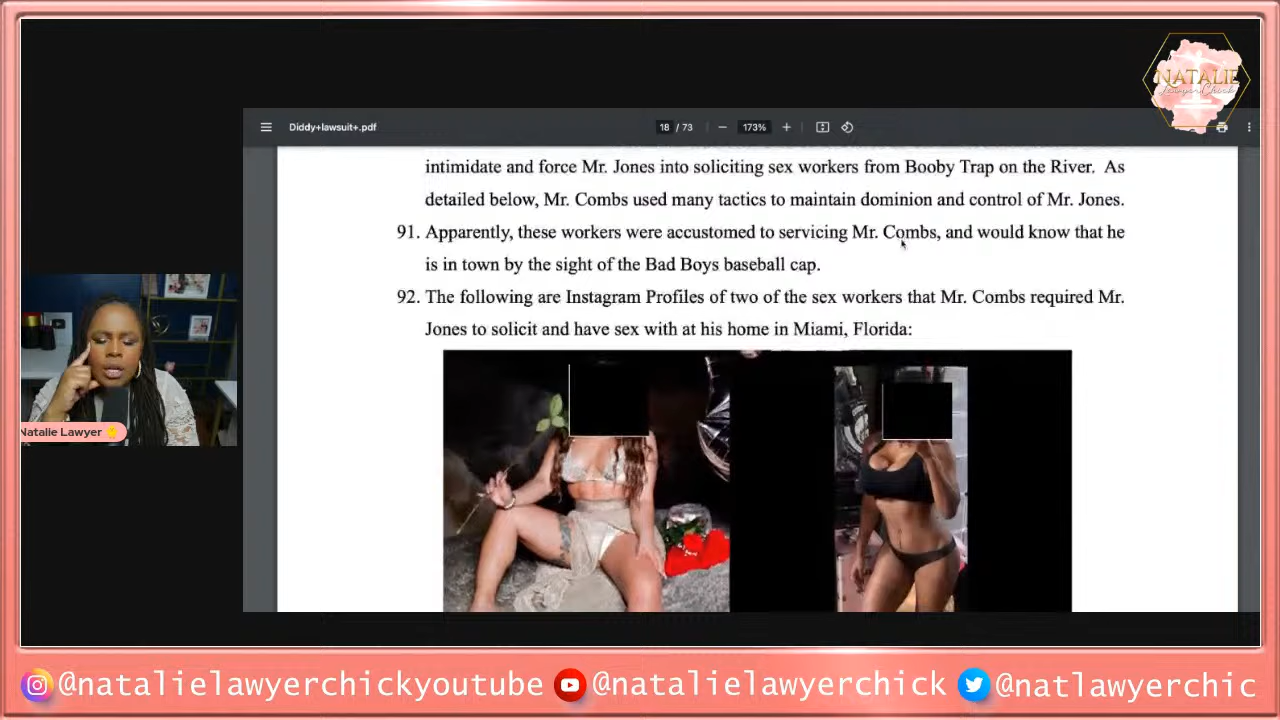 NATALIE
LawyerChick
Diddy+lawsuit+.pdf
18 / 73
173%
intimidate and force Mr. Jones into soliciting sex workers from Booby Trap on the River. As
detailed below, Mr. Combs used many tactics to maintain dominion and control of Mr. Jones.
91. Apparently, these workers were accustomed to servicing Mr. Combs, and would know that he
is in town by the sight of the Bad Boys baseball cap.
92. The following are Instagram Profiles of two of the sex workers that Mr. Combs required Mr.
Jones to solicit and have sex with at his home in Miami, Florida:
Natalie Lawyer
@natalielawyerchickyoutube
@natalielawyerchick
@natlawyerchic